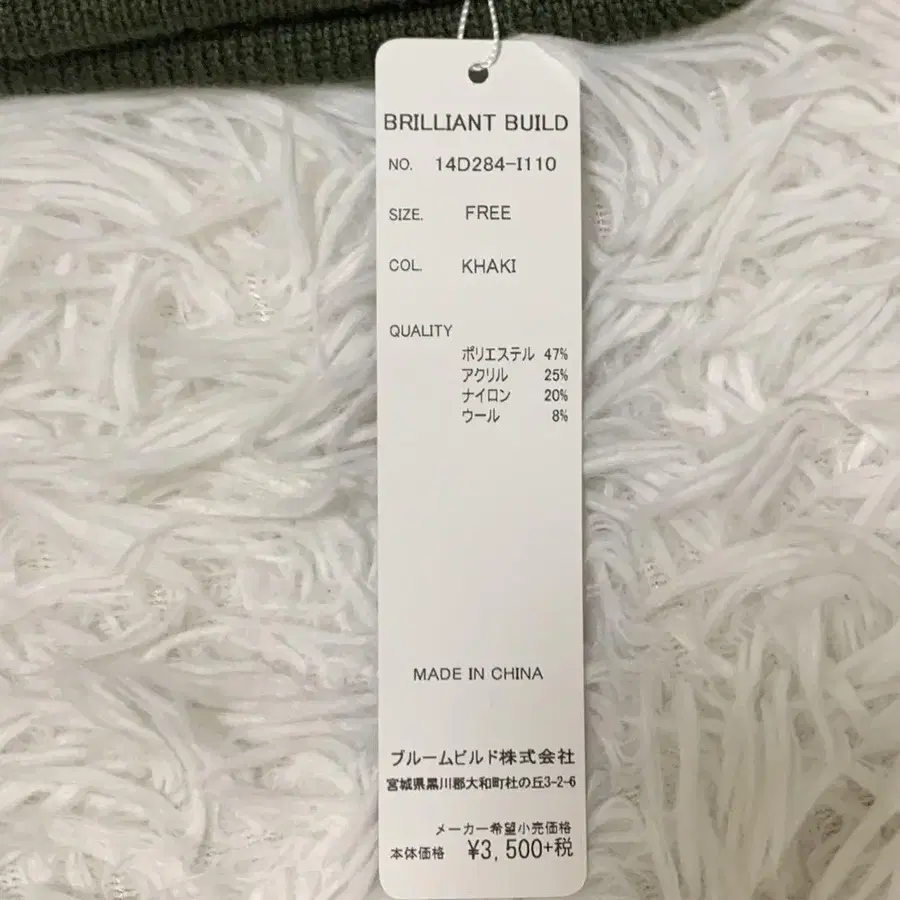 BRILLIANT BUILD
NO. 14D284-I110
SIZE. FREE
COL. KHAKI
QUALITY
ポリエステル 47%
アクリル 25%
ナイロン 20%
ウール 8%
MADE IN CHINA
ブルームビルド株式会社
宮城県黒川郡大和町杜の丘3-2-6
メーカー希望小売価格
本体価格 ¥3,500+税